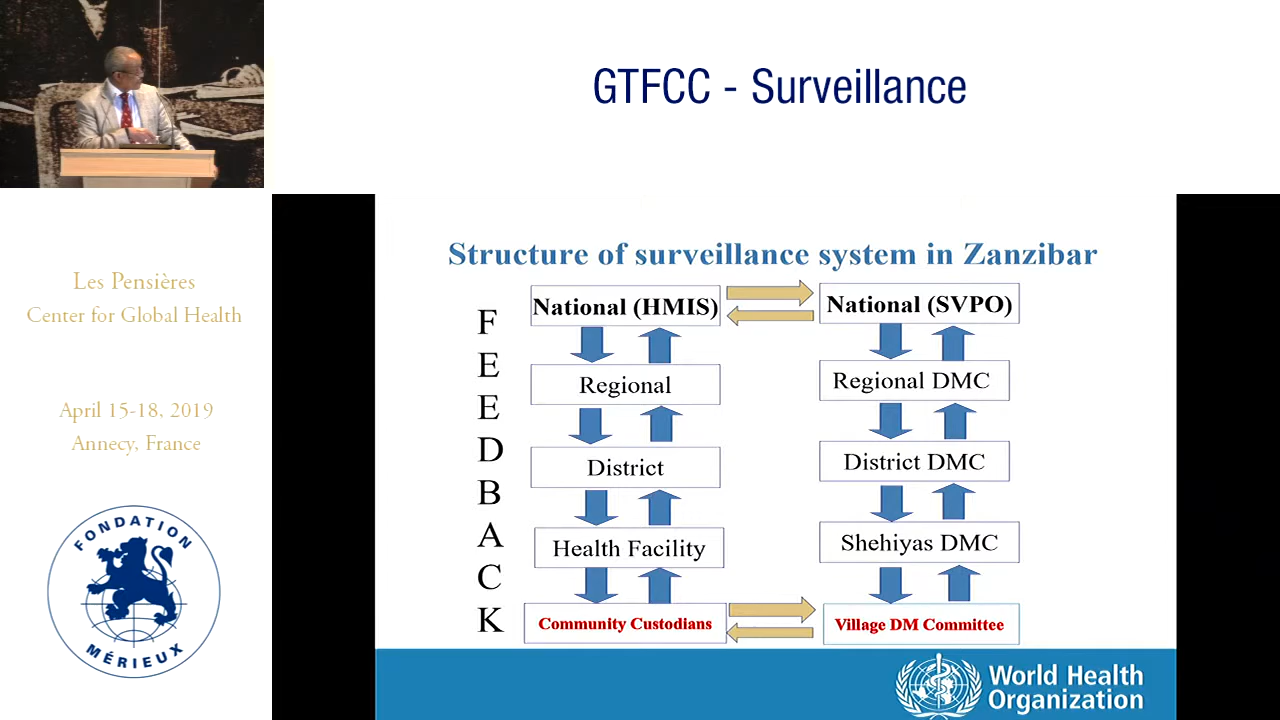 GTFCC - Surveillance
Les Pensières
Center for Global Health
April 15-18, 2019
Annecy, France
FONDATION
MÉRIEUX
Structure of surveillance system in Zanzibar
F
E
E
D
B
A
C
K
National (HMIS)
Regional
District
Health Facility
Community Custodians
National (SVPO)
Regional DMC
District DMC
Shehiyas DMC
Village DM Committee
World Health
Organization